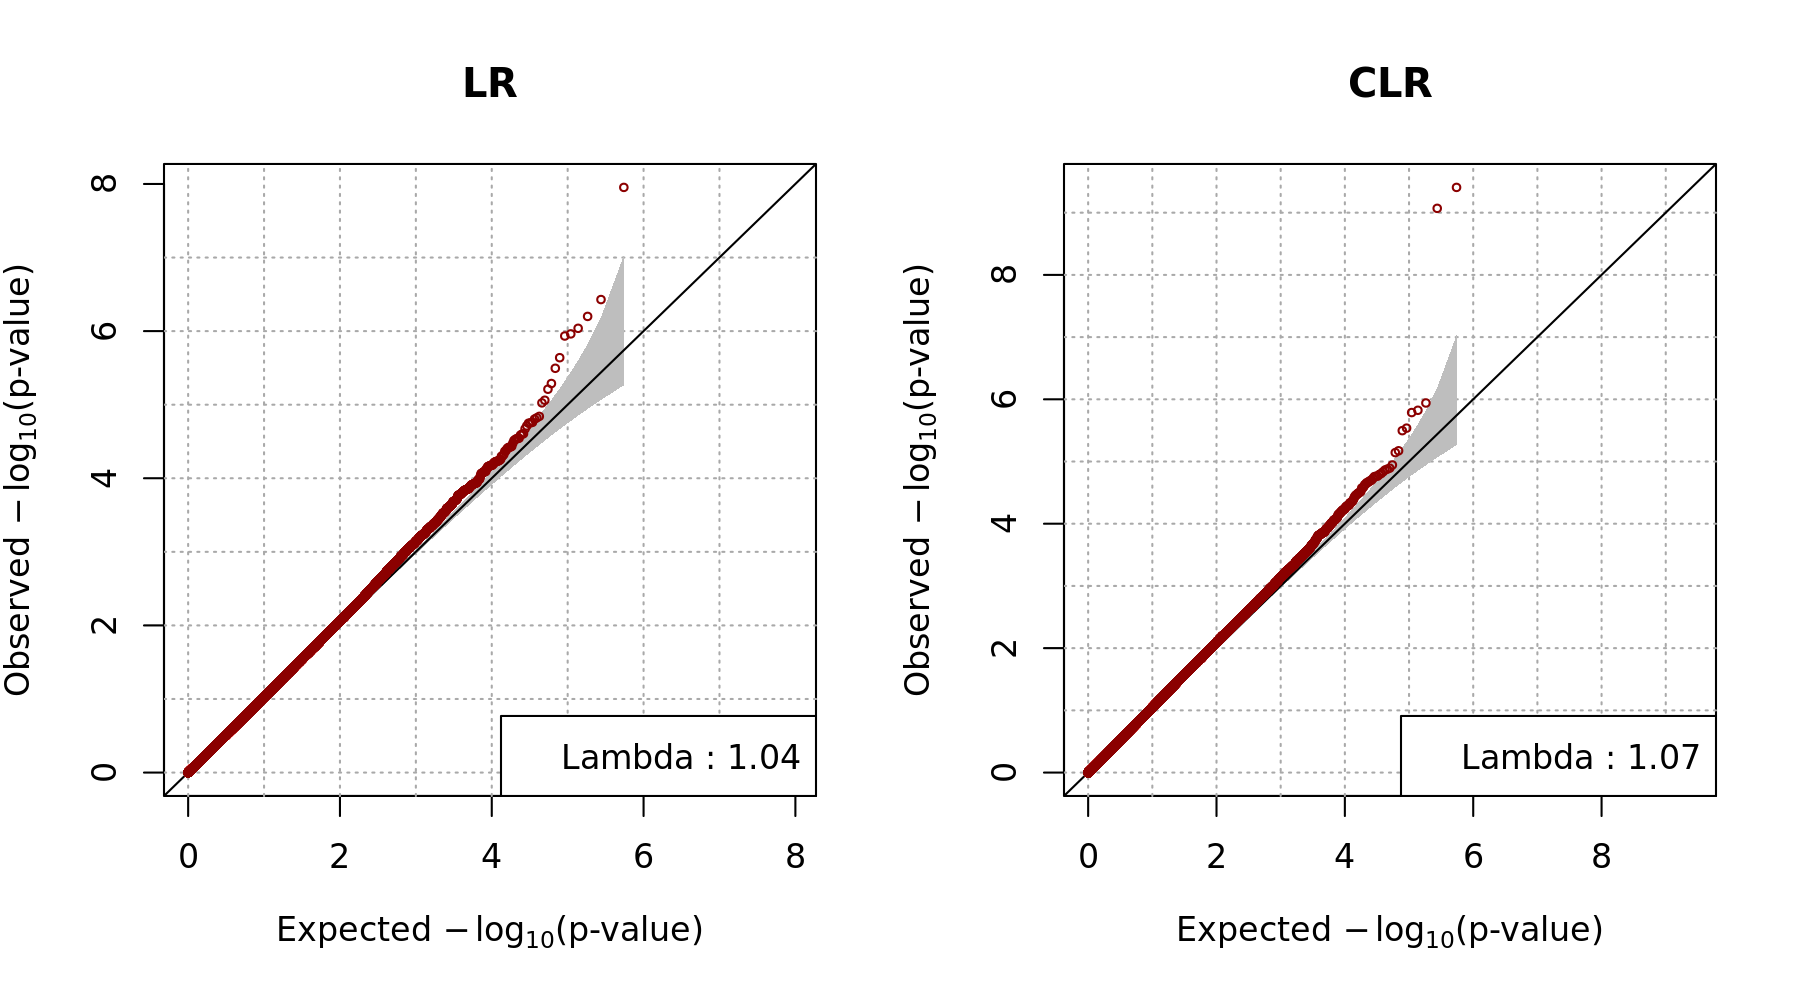 LR
CLR
Observed −log10(p-value)
8
6
4
2
0
Lambda : 1.04
0 2 4 6 8
Expected −log10(p-value)
Observed −log10(p-value)
8
6
4
2
0
Lambda : 1.07
0 2 4 6 8
Expected −log10(p-value)